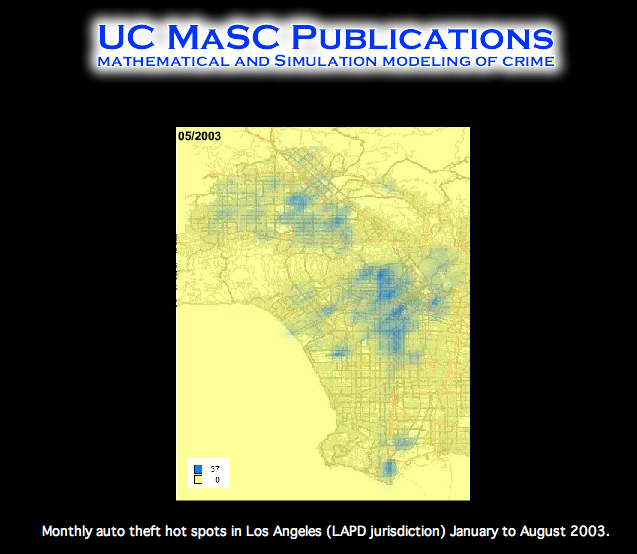 UC MaSC Publications
Mathematical and Simulation modeling of crime
05/2003
37
0
Monthly auto theft hot spots in Los Angeles (LAPD jurisdiction) January to August 2003.